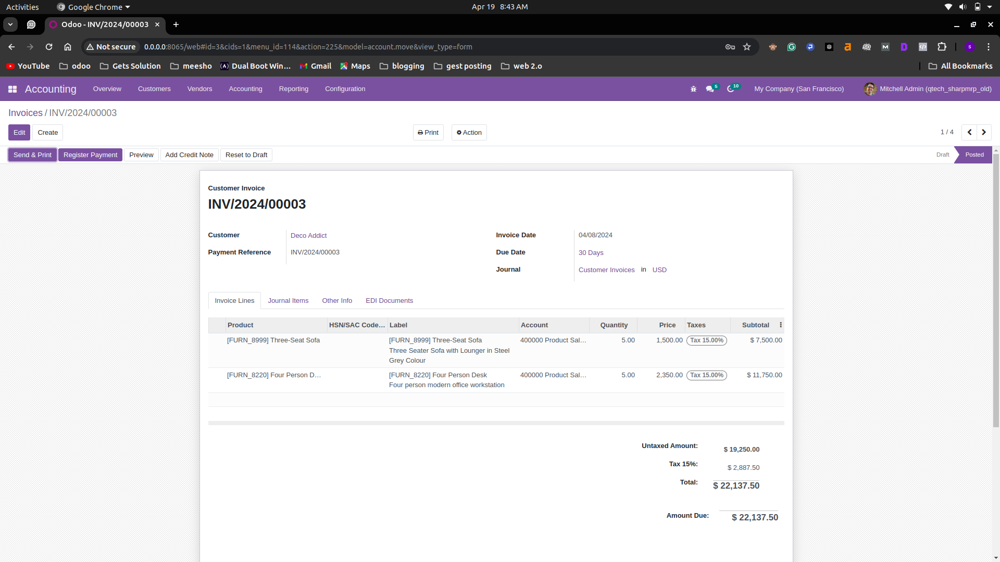 Activities Google Chrome Apr 19 8:43 AM
32 Odoo - INV/2024/00003
Not secure 0.0.0.0:8065/web#id=3&cids=1&menu_id=114&action=225&model=account.move&view_type=form
YouTube odoo Gets Solution meesho Dual Boot Win... Gmail Maps blogging gest posting web 2.o All Bookmarks
Accounting Overview Customers Vendors Accounting Reporting Configuration 5 10 My Company (San Francisco) Mitchell Admin (qtech_sharpmrp_old)
Invoices / INV/2024/00003
Edit Create Print Action 1 / 4
Send & Print Register Payment Preview Add Credit Note Reset to Draft Draft Posted
Customer Invoice
INV/2024/00003
Customer Deco Addict Invoice Date 04/08/2024
Payment Reference INV/2024/00003 Due Date 30 Days
Journal Customer Invoices in USD
Invoice Lines Journal Items Other Info EDI Documents
Product HSN/SAC Code... Label Account Quantity Price Taxes Subtotal
[FURN_8999] Three-Seat Sofa [FURN_8999] Three-Seat Sofa 400000 Product Sal... 5.00 1,500.00 Tax 15.00% $ 7,500.00
Three Seater Sofa with Lounger in Steel
Grey Colour
[FURN_8220] Four Person D... [FURN_8220] Four Person Desk 400000 Product Sal... 5.00 2,350.00 Tax 15.00% $ 11,750.00
Four person modern office workstation
Untaxed Amount: $ 19,250.00
Tax 15%: $ 2,887.50
Total: $ 22,137.50
Amount Due: $ 22,137.50